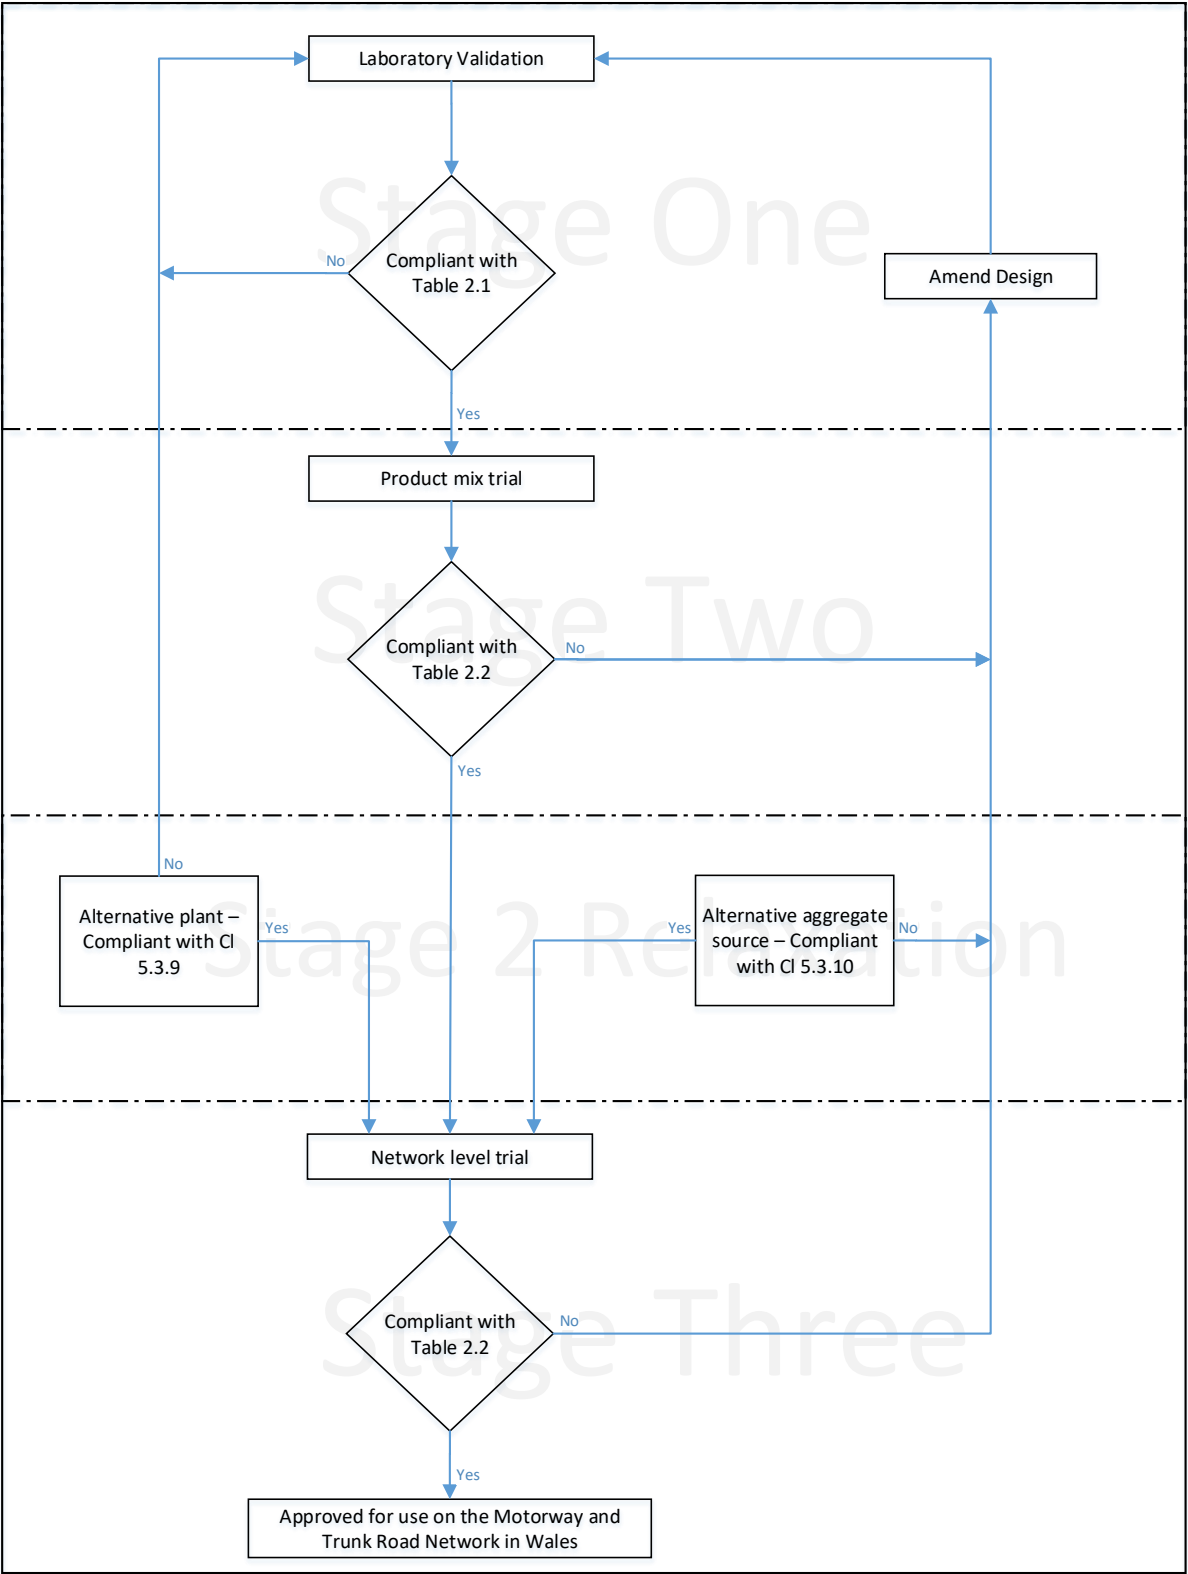 Laboratory Validation
Stage One
Compliant with
Table 2.1
No
Amend Design
Yes
Product mix trial
Stage Two
Compliant with
Table 2.2
No
Yes
Stage 2 Relaxation
No
Alternative plant –
Compliant with Cl
5.3.9
Yes
Yes
Alternative aggregate
source – Compliant
with Cl 5.3.10
No
Network level trial
Stage Three
Compliant with
Table 2.2
No
Yes
Approved for use on the Motorway and
Trunk Road Network in Wales